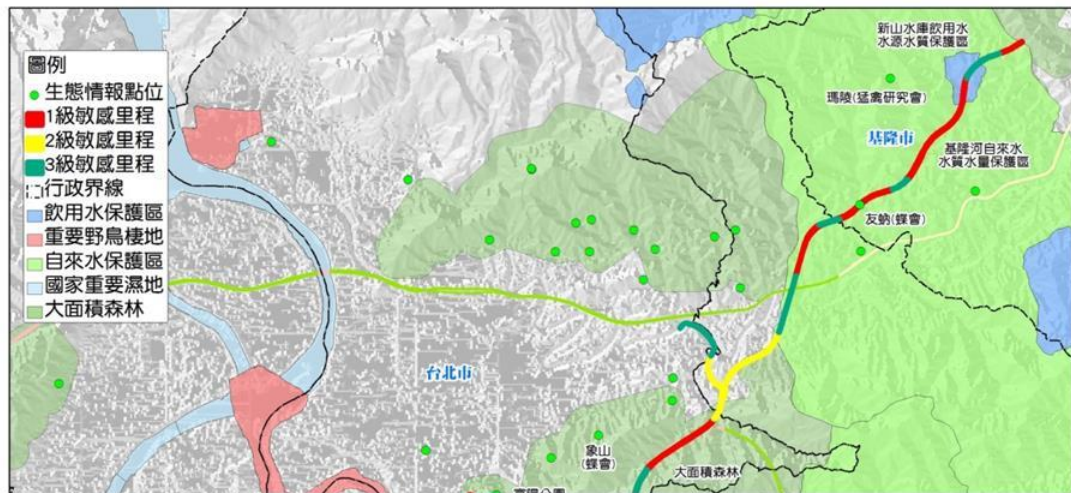 圖例
生態情報點位
1級敏感里程
2級敏感里程
3級敏感里程
行政界線
飲用水保護區
重要野鳥棲地
自來水保護區
國家重要濕地
大面積森林
新山水庫飲用水
水源水質保護區
瑪陵(猛禽研究會)
基隆市
基隆河自來水
水質水量保護區
友蚋(蝶會)
台北市
象山
(蝶會)
大面積森林